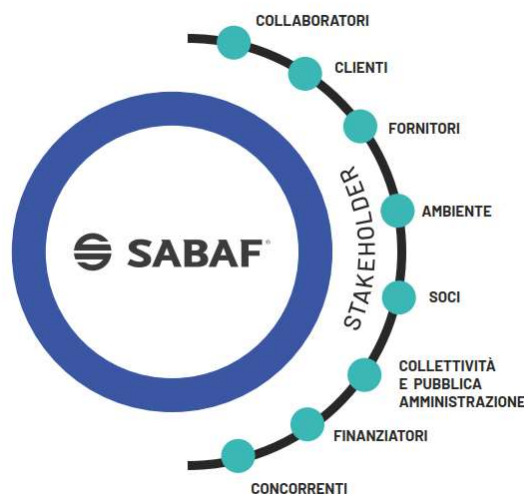 COLLABORATORI
CLIENTI
FORNITORI
AMBIENTE
SOCI
COLLETTIVITÀ
E PUBBLICA
AMMINISTRAZIONE
FINANZIATORI
CONCORRENTI
STAKEHOLDER
SABAF®